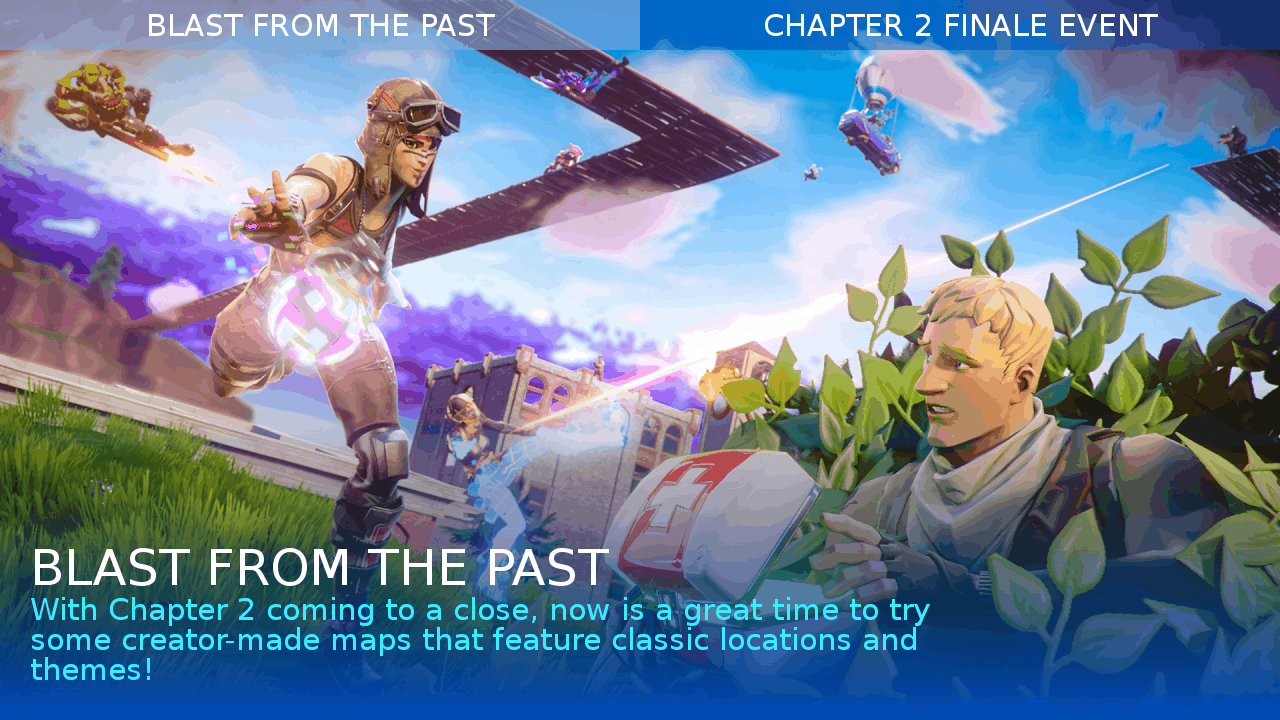 BLAST FROM THE PAST
CHAPTER 2 FINALE EVENT
BLAST FROM THE PAST
With Chapter 2 coming to a close, now is a great time to try
some creator-made maps that feature classic locations and
themes!